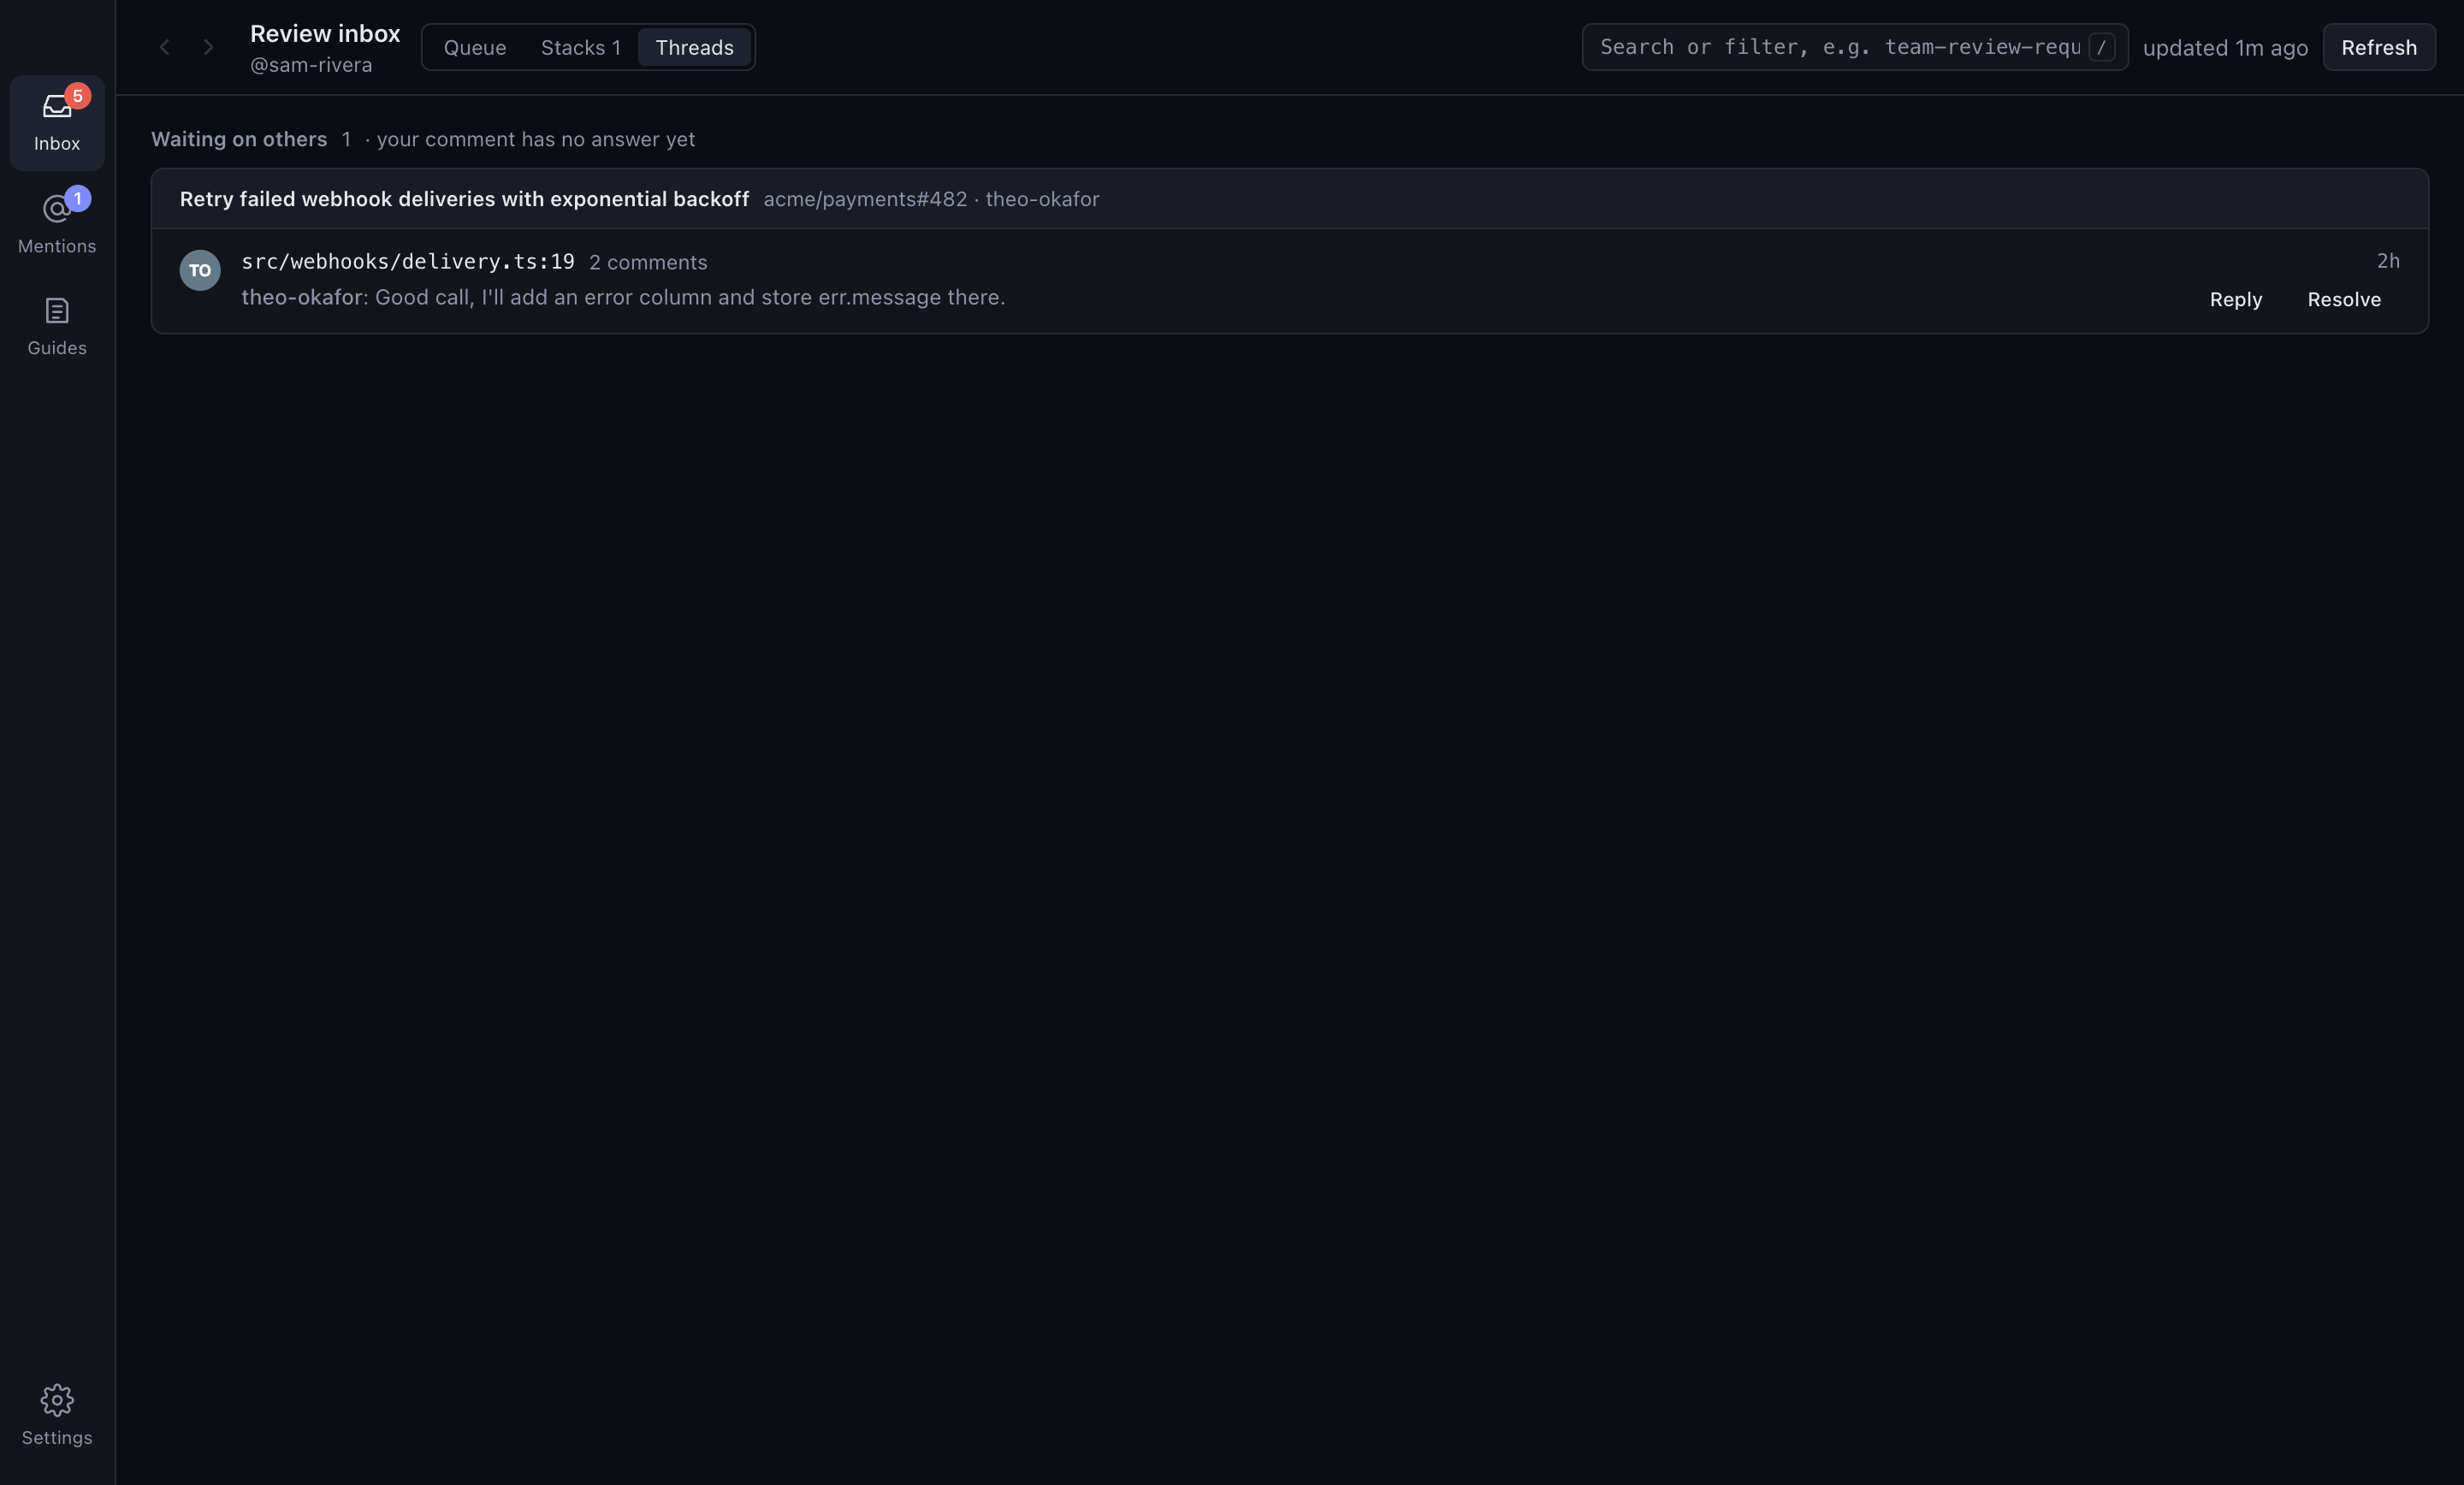 Review inbox
@sam-rivera
Queue Stacks 1 Threads
Search or filter, e.g. team-review-requ /
updated 1m ago
Refresh
5
Inbox
1
Mentions
Guides
Settings
Waiting on others 1 · your comment has no answer yet
Retry failed webhook deliveries with exponential backoff acme/payments#482 · theo-okafor
TO
src/webhooks/delivery.ts:19 2 comments
2h
theo-okafor: Good call, I'll add an error column and store err.message there.
Reply Resolve